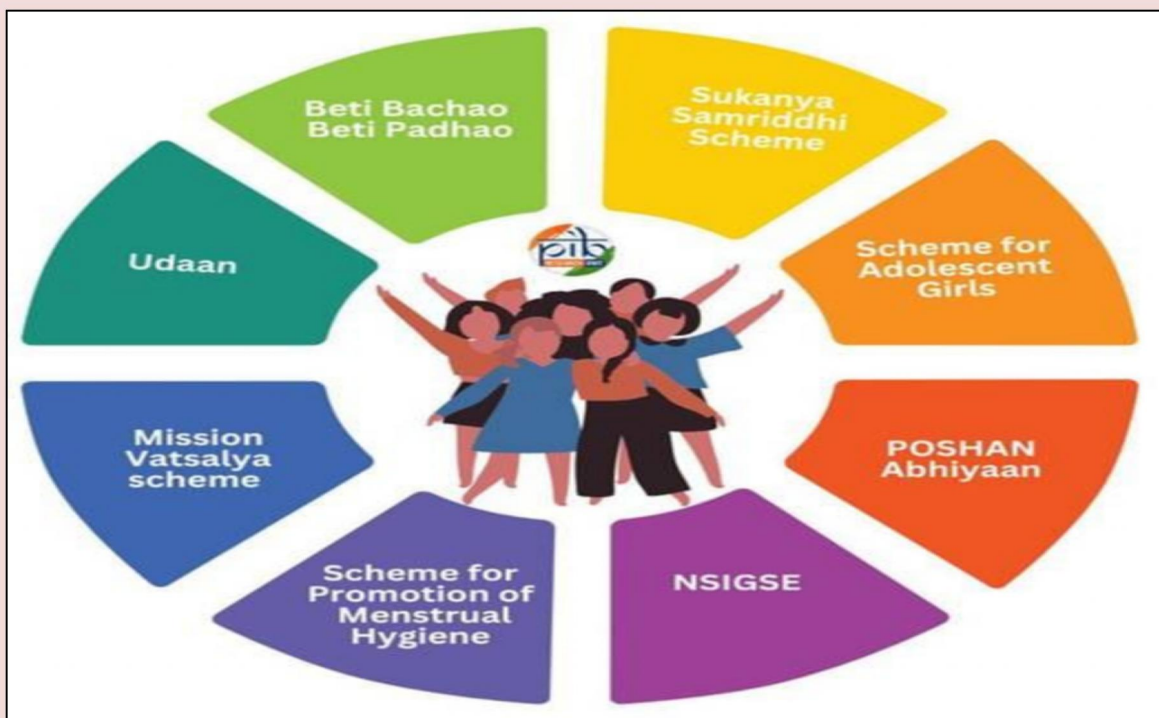 Beti Bachao
Beti Padhao
Sukanya
Samriddhi
Scheme
Scheme for
Adolescent
Girls
POSHAN
Abhiyaan
NSIGSE
Scheme for
Promotion of
Menstrual
Hygiene
Mission
Vatsalya
scheme
Udaan
pib